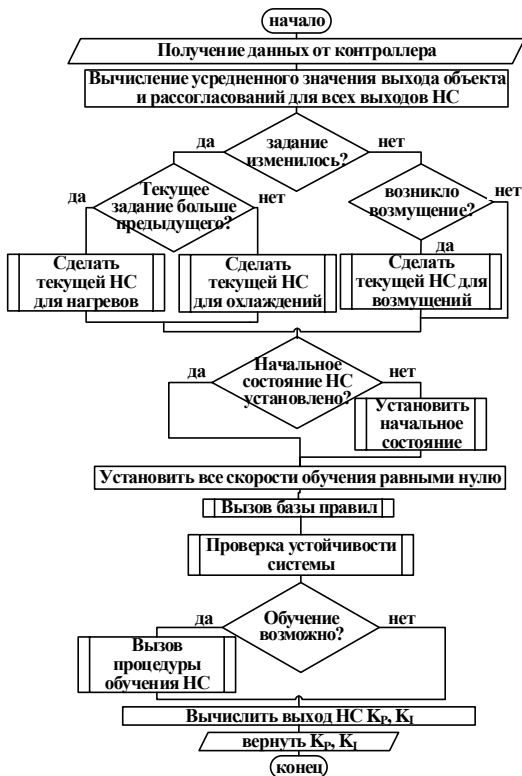 начало
Получение данных от контроллера
Вычисление усредненного значения выхода объекта
и рассогласований для всех выходов НС
да
задание
изменилось?
нет
да
Текущее
задание больше
предыдущего?
нет
возникло
возмущение?
нет
да
Сделать
текущей НС
для нагревов
Сделать
текущей НС
для охлаждений
Сделать
текущей НС для
возмущений
да
Начальное
состояние НС
установлено?
нет
Установить
начальное
состояние
Установить все скорости обучения равными нулю
Вызов базы правил
Проверка устойчивости
системы
да
Обучение
возможно?
нет
Вызов
процедуры
обучения НС
Вычислить выход НС K_P, K_I
вернуть K_P, K_I
конец